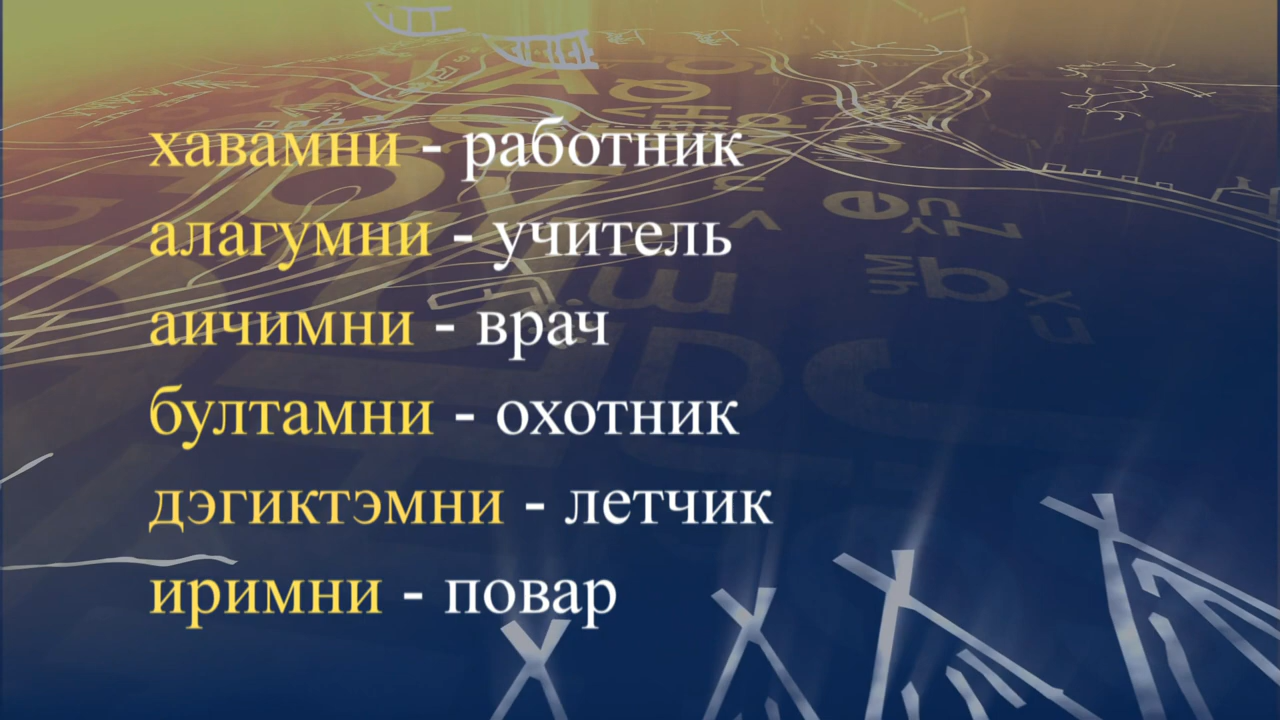 хавамни - работник
алагумни - учитель
аичимни - врач
бултамни - охотник
дэгиктэмни - летчик
иримни - повар